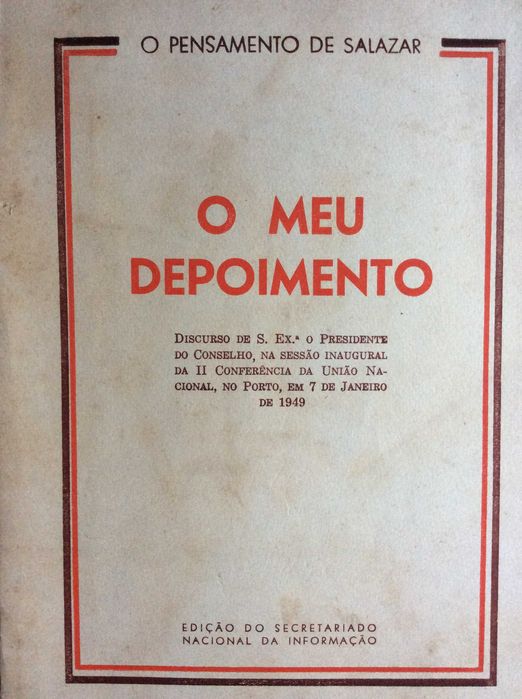 O PENSAMENTO DE SALAZAR
O MEU
DEPOIMENTO
DISCURSO DE S. EX.ª O PRESIDENTE
DO CONSELHO, NA SESSÃO INAUGURAL
DA II CONFERÊNCIA DA UNIÃO NA-
CIONAL, NO PORTO, EM 7 DE JANEIRO
DE 1949
EDIÇÃO DO SECRETARIADO
NACIONAL DA INFORMAÇÃO